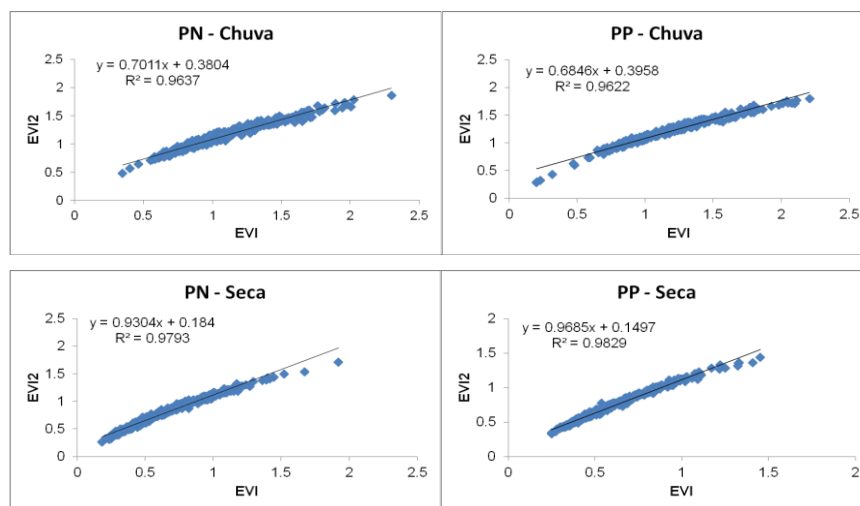 PN - Chuva
y = 0.7011x + 0.3804
R² = 0.9637
EVI2
2.5
2
1.5
1
0.5
0
0 0.5 1 1.5 2 2.5
EVI
PP - Chuva
y = 0.6846x + 0.3958
R² = 0.9622
EVI2
2.5
2
1.5
1
0.5
0
0 0.5 1 1.5 2 2.5
EVI
PN - Seca
y = 0.9304x + 0.184
R² = 0.9793
EVI2
2.5
2
1.5
1
0.5
0
0 0.5 1 1.5 2 2.5
EVI
PP - Seca
y = 0.9685x + 0.1497
R² = 0.9829
EVI2
2
1.5
1
0.5
0
0 0.5 1 1.5 2
EVI